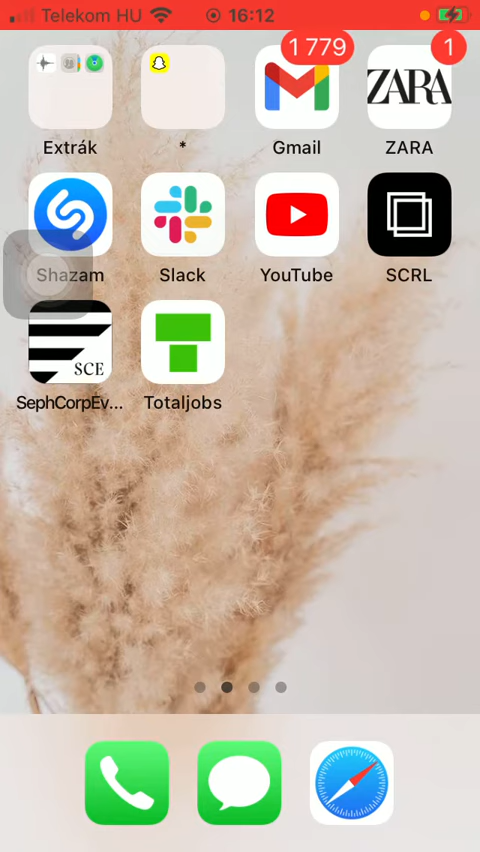 Telekom HU 16:12
1 779
1
ZARA
Extrák
*
Gmail
ZARA
Shazam
Slack
YouTube
SCRL
SCE
SephCorpEv...
Totaljobs